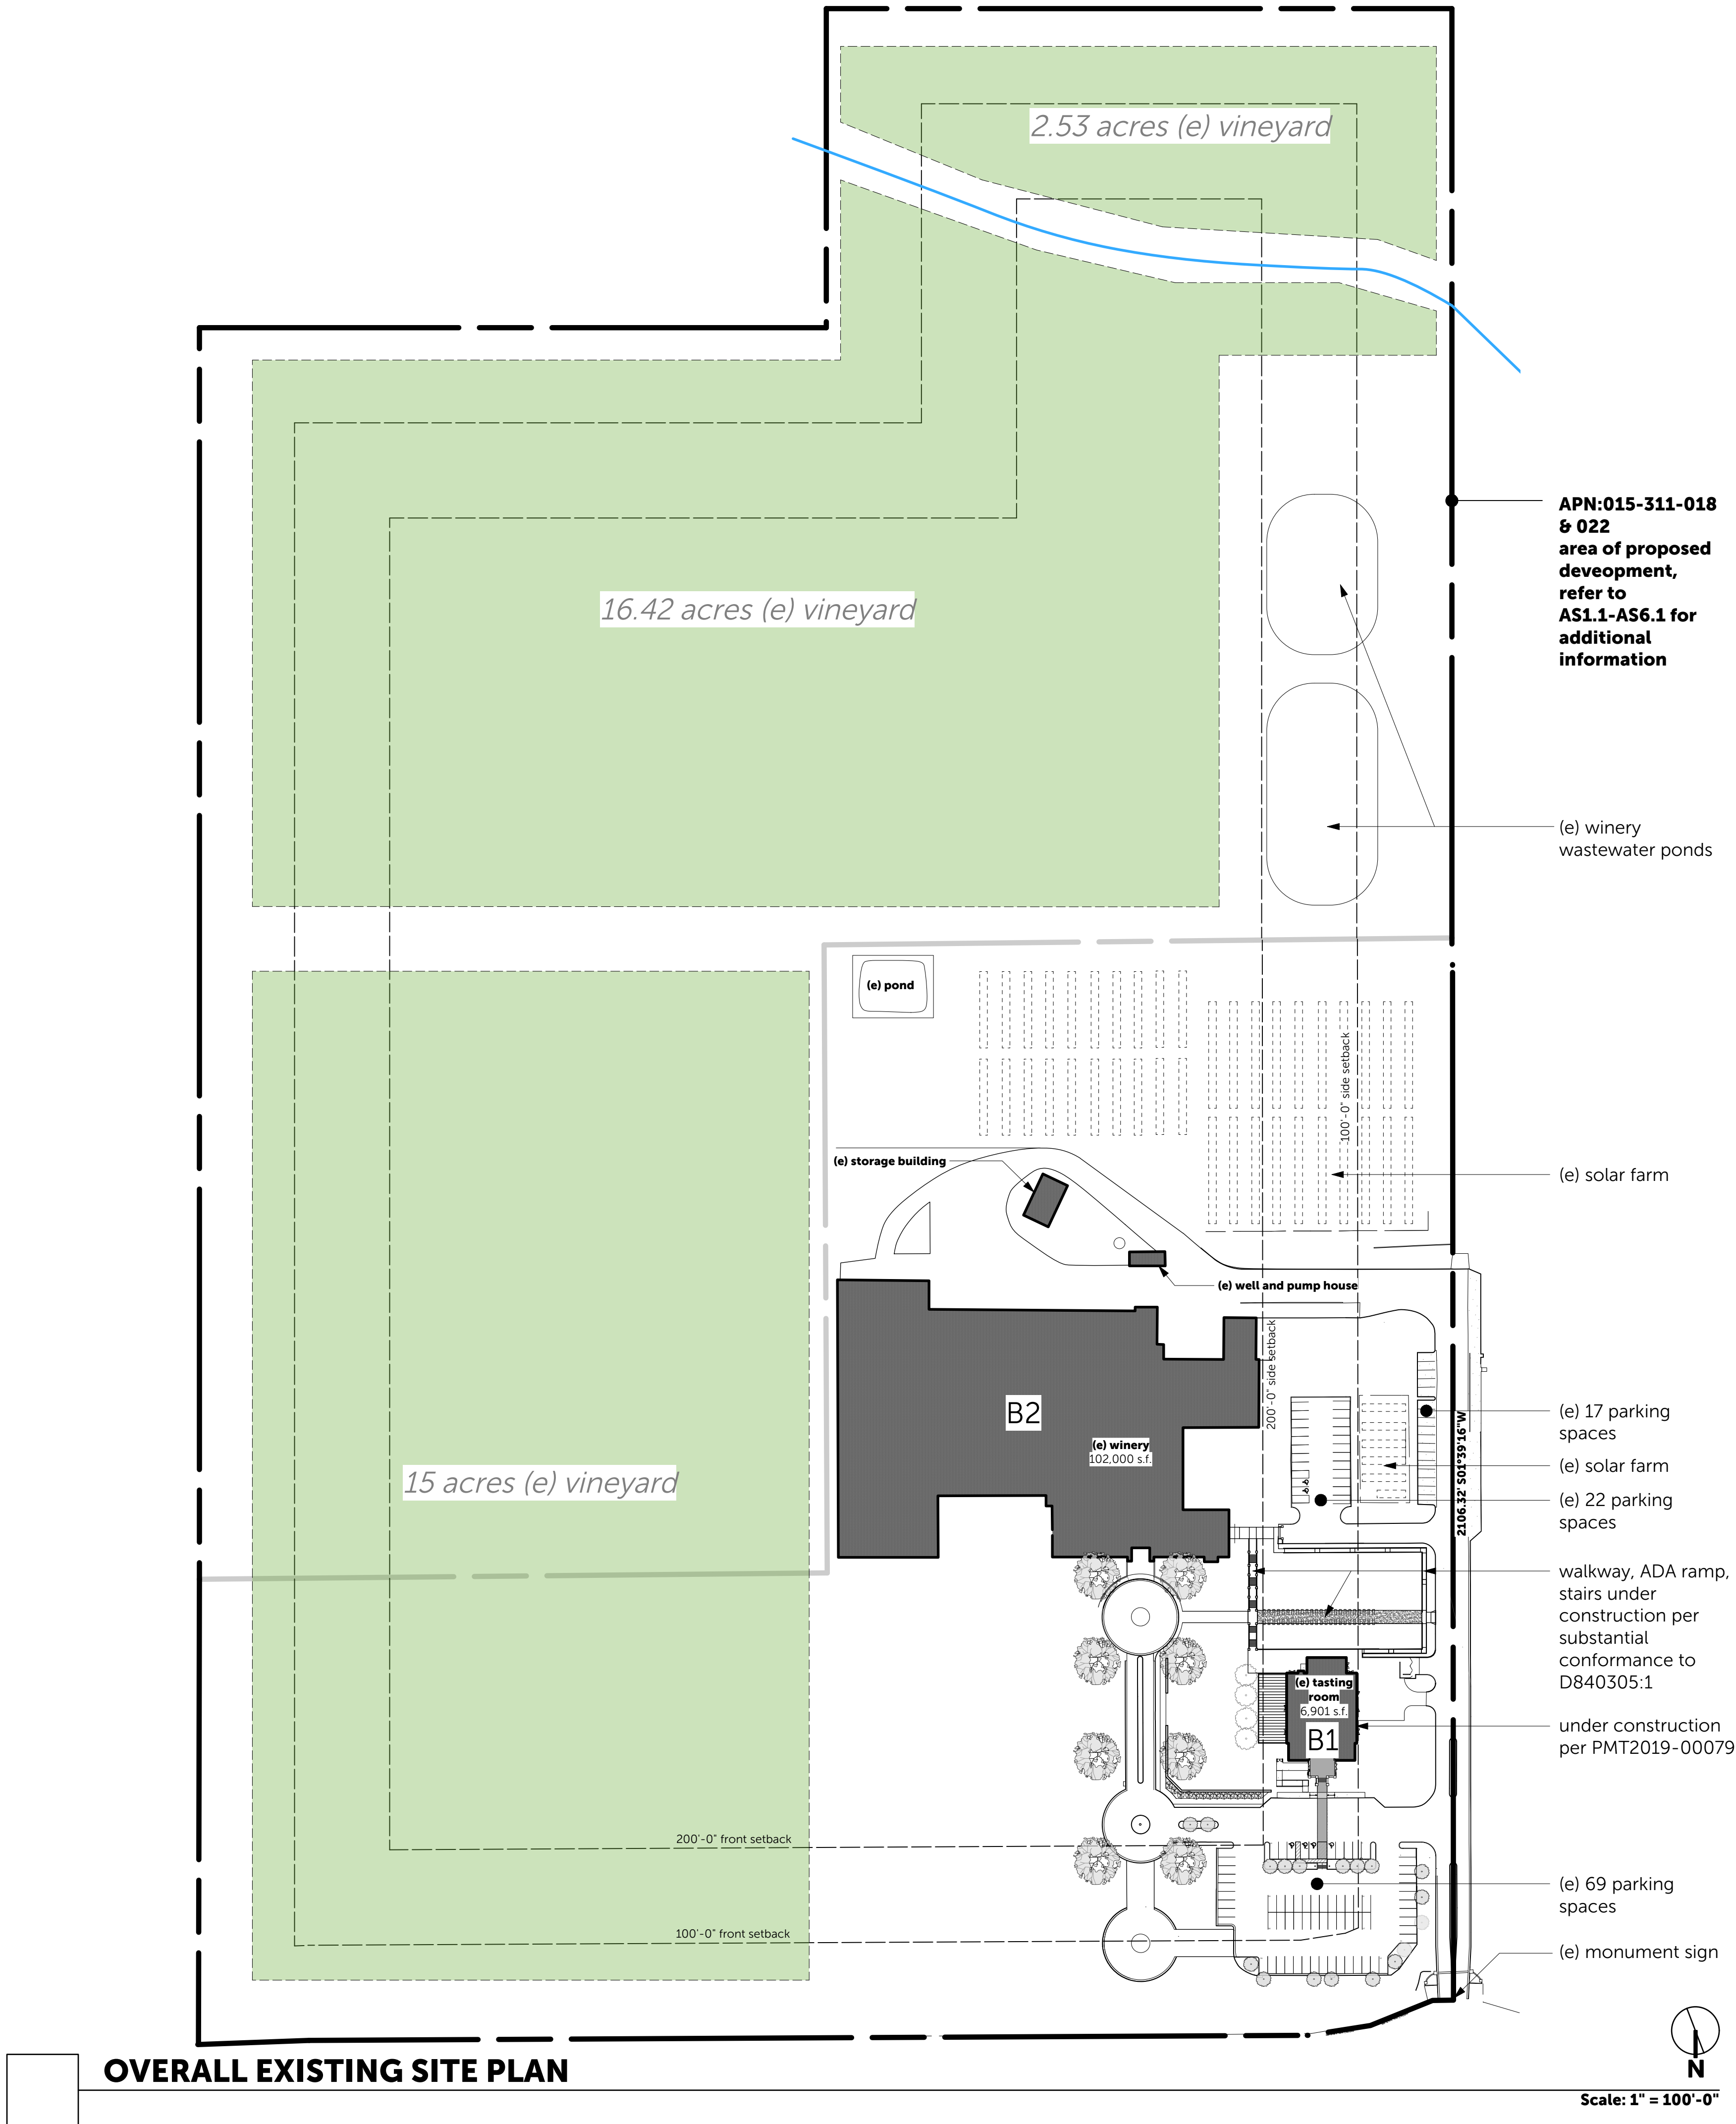 2.53 acres (e) vineyard
APN:015-311-018
& 022
area of proposed
deveopment,
refer to
AS1.1-AS6.1 for
additional
information
16.42 acres (e) vineyard
(e) winery
wastewater ponds
(e) pond
100'-0" side setback
(e) storage building
(e) solar farm
(e) well and pump house
200'-0" side setback
B2
(e) winery
102,000 s.f.
(e) 17 parking
spaces
2106.32' S01°39'16"W
(e) solar farm
15 acres (e) vineyard
(e) 22 parking
spaces
walkway, ADA ramp,
stairs under
construction per
substantial
conformance to
D840305:1
(e) tasting
room
6,901 s.f.
B1
under construction
per PMT2019-00079
200'-0" front setback
(e) 69 parking
spaces
100'-0" front setback
(e) monument sign
N
OVERALL EXISTING SITE PLAN
Scale: 1" = 100'-0"